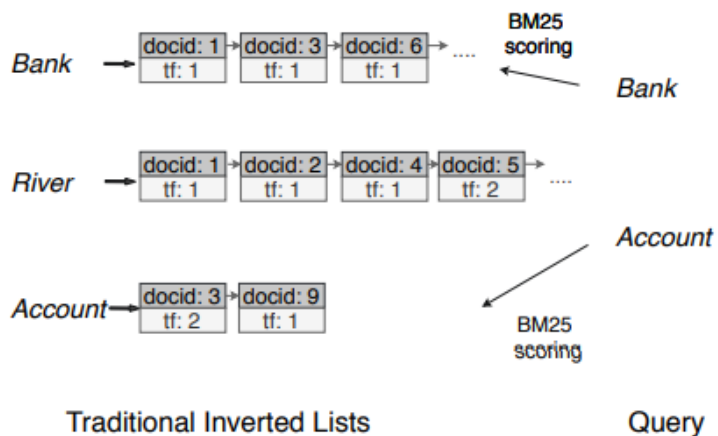 BM25
scoring
docid: 1 docid: 3 docid: 6
Bank ....
tf: 1 tf: 1 tf: 1
Bank
docid: 1 docid: 2 docid: 4 docid: 5
River ....
tf: 1 tf: 1 tf: 1 tf: 2
Account
docid: 3 docid: 9
Account
tf: 2 tf: 1
BM25
scoring
Traditional Inverted Lists Query